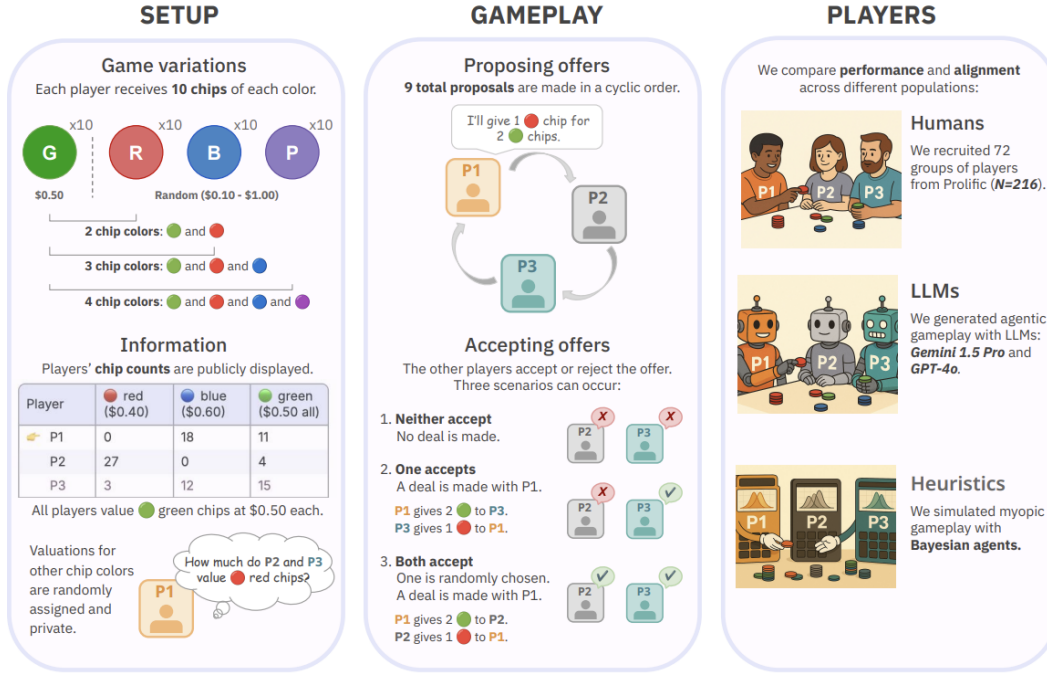 SETUP
Game variations
Each player receives 10 chips of each color.
G x10 R x10 B x10 P x10
$0.50 Random ($0.10 - $1.00)
2 chip colors: and
3 chip colors: and and
4 chip colors: and and and
Information
Players' chip counts are publicly displayed.
Player red ($0.40) blue ($0.60) green ($0.50 all)
P1 0 18 11
P2 27 0 4
P3 3 12 15
All players value green chips at $0.50 each.
Valuations for
other chip colors
are randomly
assigned and
private.
How much do P2 and P3
value red chips?
P1
GAMEPLAY
Proposing offers
9 total proposals are made in a cyclic order.
I'll give 1 chip for
2 chips.
P1
P2
P3
Accepting offers
The other players accept or reject the offer.
Three scenarios can occur:
1. Neither accept
No deal is made.
P2 X P3 X
2. One accepts
A deal is made with P1.
P1 gives 2 to P3.
P3 gives 1 to P1.
P2 X P3 ✓
3. Both accept
One is randomly chosen.
A deal is made with P1.
P1 gives 2 to P2.
P2 gives 1 to P1.
P2 ✓ P3 ✓
PLAYERS
We compare performance and alignment
across different populations:
P1 P2 P3
Humans
We recruited 72
groups of players
from Prolific (N=216).
P1 P2 P3
LLMs
We generated agentic
gameplay with LLMs:
Gemini 1.5 Pro and
GPT-4o.
P1 P2 P3
Heuristics
We simulated myopic
gameplay with
Bayesian agents.